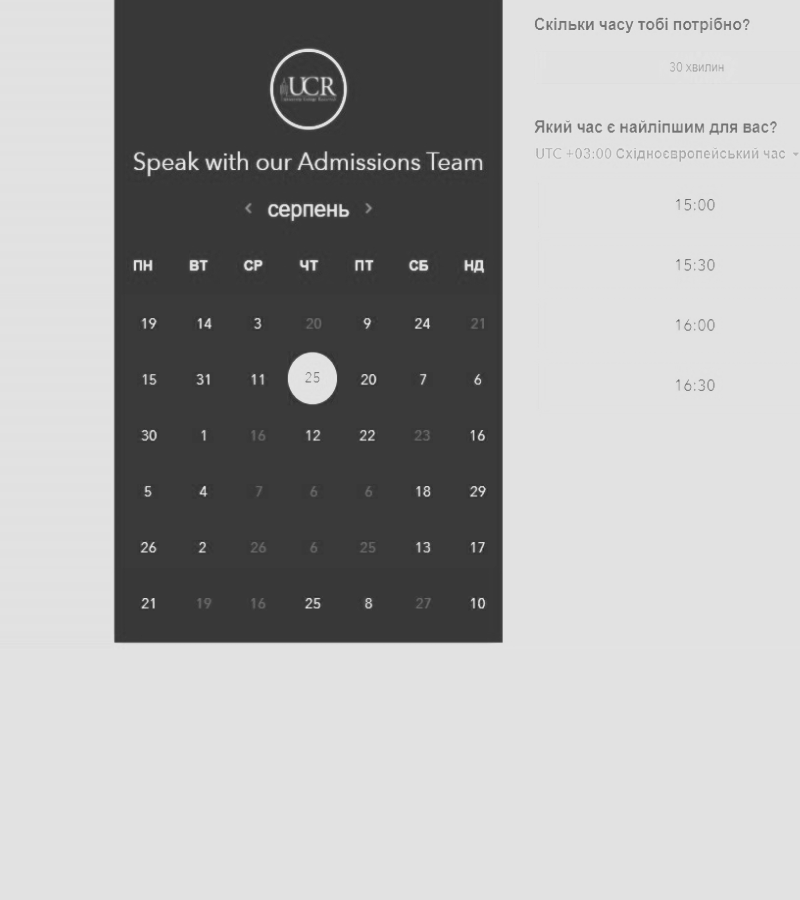 UCR
Speak with our Admissions Team
< серпень >
ПН ВТ СР ЧТ ПТ СБ НД
19 14 3 20 9 24 21
15 31 11 25 20 7 6
30 1 16 12 22 23 16
5 4 7 6 6 18 29
26 2 26 6 25 13 17
21 19 16 25 8 27 10
Скільки часу тобі потрібно?
30 хвилин
Який час є найліпшим для вас?
UTC +03:00 Східноєвропейський час
15:00
15:30
16:00
16:30